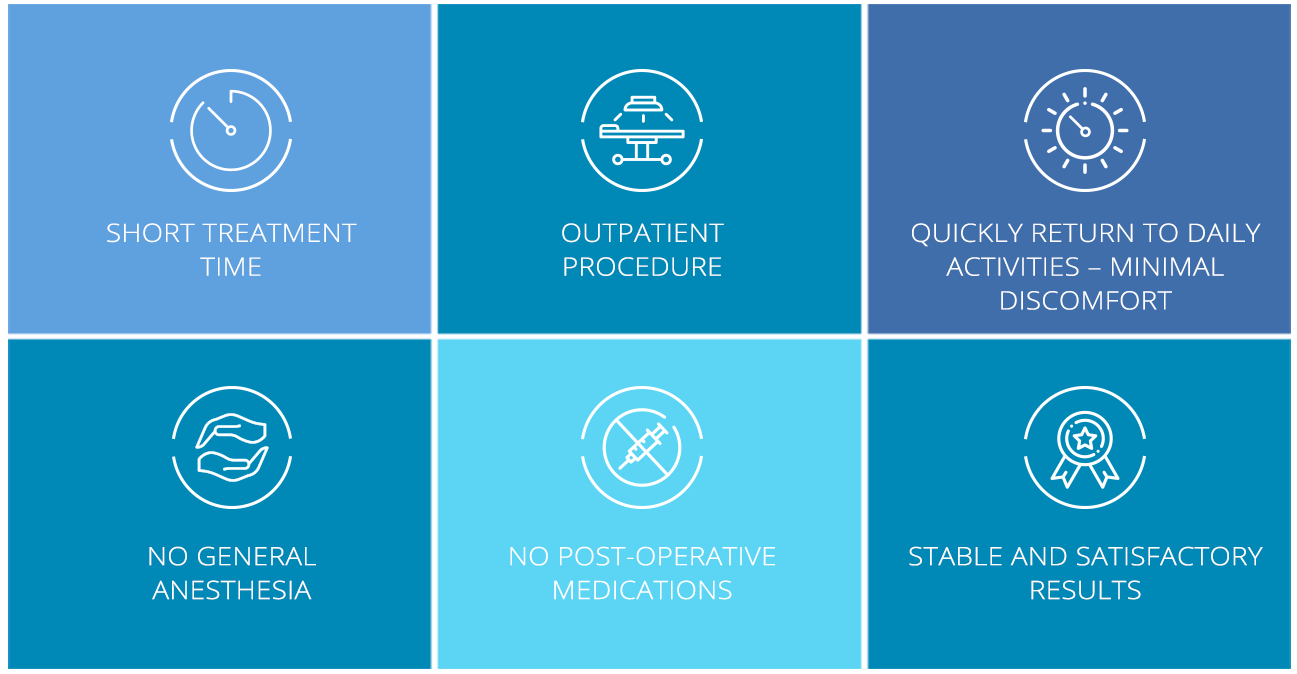 SHORT TREATMENT
TIME
OUTPATIENT
PROCEDURE
QUICKLY RETURN TO DAILY
ACTIVITIES – MINIMAL
DISCOMFORT
NO GENERAL
ANESTHESIA
NO POST-OPERATIVE
MEDICATIONS
STABLE AND SATISFACTORY
RESULTS